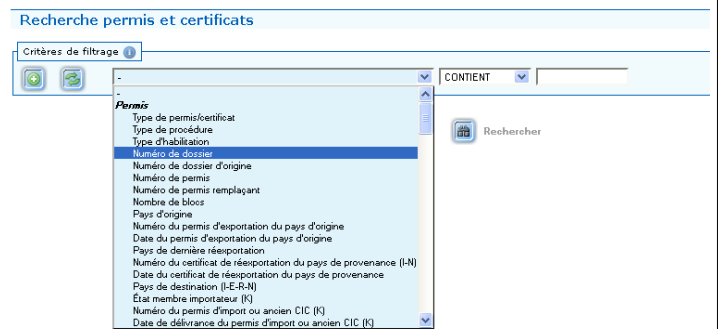 Recherche permis et certificats
Critères de filtrage
- CONTIENT
-
Permis
Type de permis/certificat
Type de procédure
Type d'habilitation
Numéro de dossier
Numéro de dossier d'origine
Numéro de permis
Numéro de permis remplaçant
Nombre de blocs
Pays d'origine
Numéro du permis d'exportation du pays d'origine
Date du permis d'exportation du pays d'origine
Pays de dernière réexportation
Numéro du certificat de réexportation du pays de provenance (I-N)
Date du certificat de réexportation du pays de provenance
Pays de destination (I-E-R-N)
État membre importateur (K)
Numéro du permis d'import ou ancien CIC (K)
Date de délivrance du permis d'import ou ancien CIC (K)
Rechercher